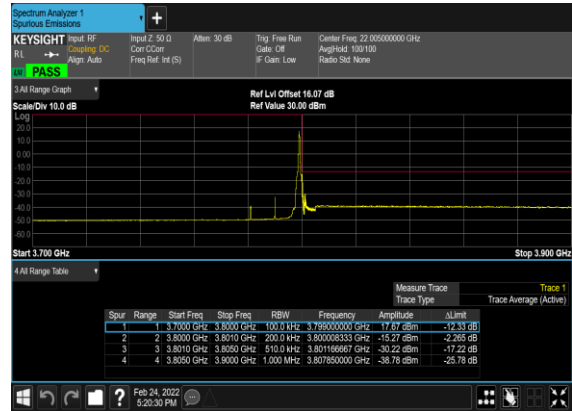 Spectrum Analyzer 1
Spurious Emissions
KEYSIGHT Input: RF Input Z: 50 Ω Atten: 30 dB Trig: Free Run Center Freq: 22.005000000 GHz
RL Coupling: DC Corr CCorr Gate: Off Avg|Hold: 100/100
Align: Auto Freq Ref: Int (S) IF Gain: Low Radio Std: None
PASS
3 All Range Graph
Ref Lvl Offset 16.07 dB
Scale/Div 10.0 dB Ref Value 30.00 dBm
Log
20.0
10.0
0.00
-10.0
-20.0
-30.0
-40.0
-50.0
-60.0
Start 3.700 GHz Stop 3.900 GHz
4 All Range Table
Measure Trace Trace 1
Trace Type Trace Average (Active)
Spur Range Start Freq Stop Freq RBW Frequency Amplitude ΔLimit
1 1 3.7000 GHz 3.8000 GHz 100.0 kHz 3.799000000 GHz 17.67 dBm -12.33 dB
2 2 3.8000 GHz 3.8010 GHz 200.0 kHz 3.800008333 GHz -15.27 dBm -2.265 dB
3 3 3.8010 GHz 3.8050 GHz 510.0 kHz 3.801166667 GHz -30.22 dBm -17.22 dB
4 4 3.8050 GHz 3.9000 GHz 1.000 MHz 3.807850000 GHz -38.78 dBm -25.78 dB
? Feb 24, 2022
5:20:30 PM